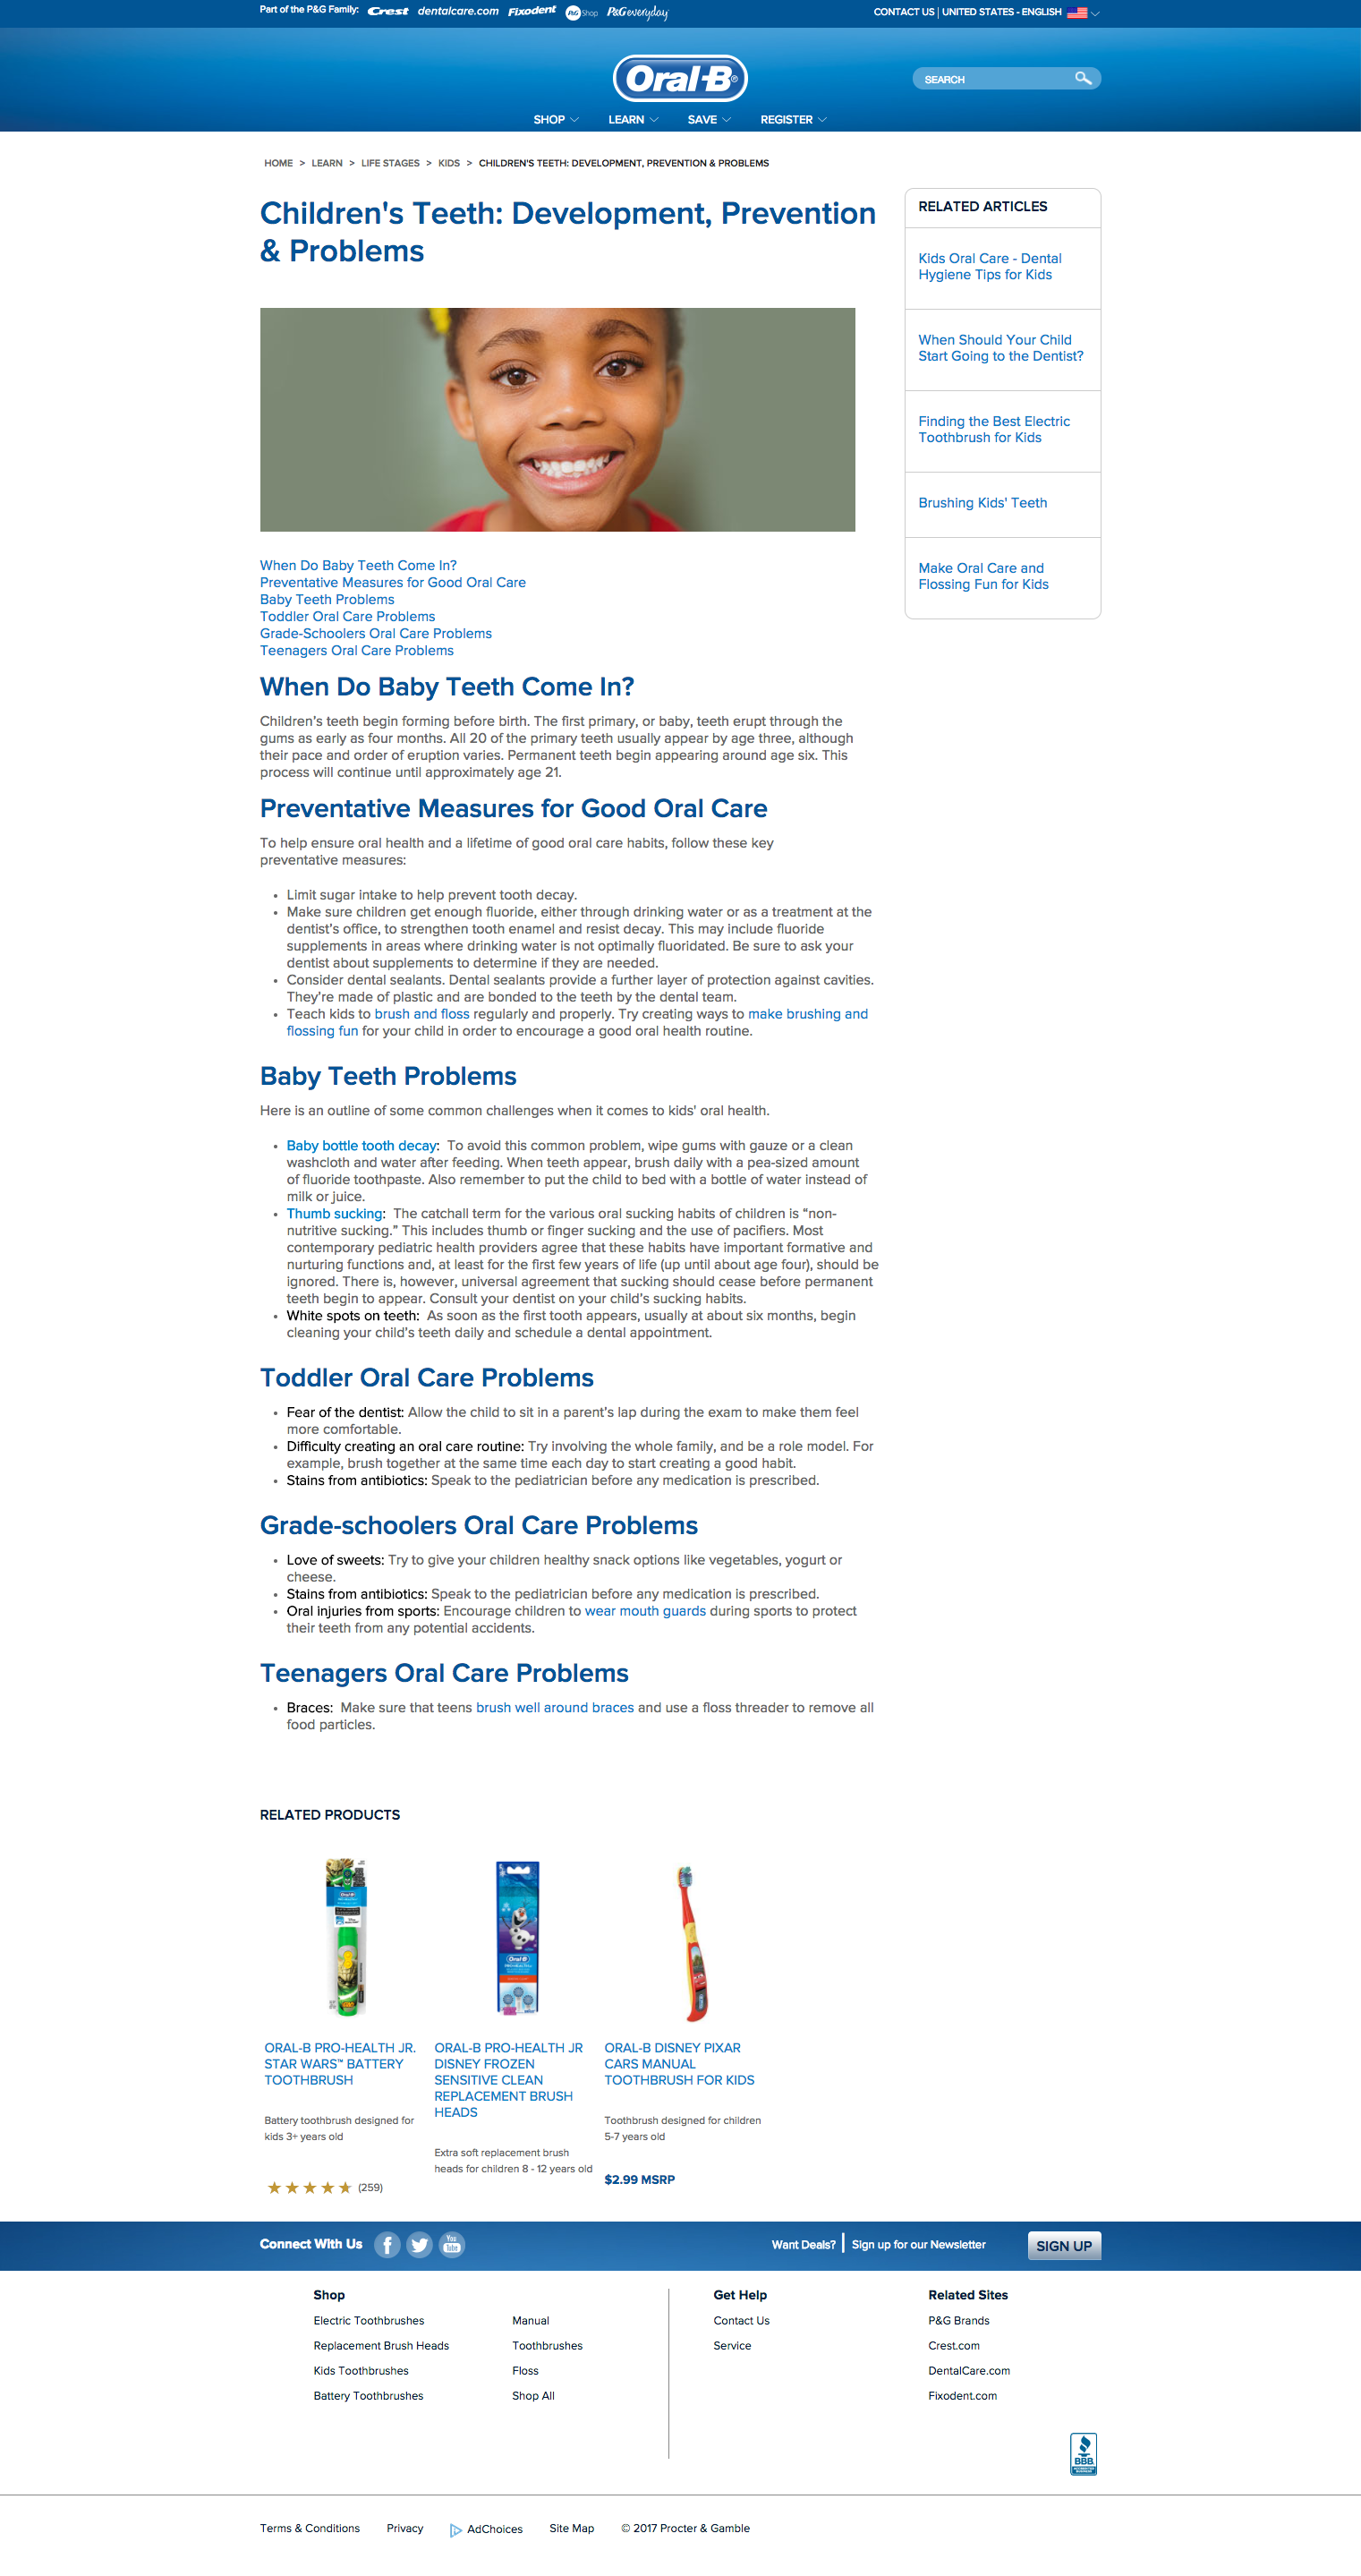 Part of the P&G Family: Crest dentalcare.com Fixodent P&G Shop P&G everyday
CONTACT US | UNITED STATES - ENGLISH
Oral-B®
SEARCH
SHOP LEARN SAVE REGISTER
HOME > LEARN > LIFE STAGES > KIDS > CHILDREN'S TEETH: DEVELOPMENT, PREVENTION & PROBLEMS
Children's Teeth: Development, Prevention
& Problems
RELATED ARTICLES
Kids Oral Care - Dental
Hygiene Tips for Kids
When Should Your Child
Start Going to the Dentist?
Finding the Best Electric
Toothbrush for Kids
Brushing Kids' Teeth
Make Oral Care and
Flossing Fun for Kids
When Do Baby Teeth Come In?
Preventative Measures for Good Oral Care
Baby Teeth Problems
Toddler Oral Care Problems
Grade-Schoolers Oral Care Problems
Teenagers Oral Care Problems
When Do Baby Teeth Come In?
Children's teeth begin forming before birth. The first primary, or baby, teeth erupt through the
gums as early as four months. All 20 of the primary teeth usually appear by age three, although
their pace and order of eruption varies. Permanent teeth begin appearing around age six. This
process will continue until approximately age 21.
Preventative Measures for Good Oral Care
To help ensure oral health and a lifetime of good oral care habits, follow these key
preventative measures:
• Limit sugar intake to help prevent tooth decay.
• Make sure children get enough fluoride, either through drinking water or as a treatment at the
dentist's office, to strengthen tooth enamel and resist decay. This may include fluoride
supplements in areas where drinking water is not optimally fluoridated. Be sure to ask your
dentist about supplements to determine if they are needed.
• Consider dental sealants. Dental sealants provide a further layer of protection against cavities.
They're made of plastic and are bonded to the teeth by the dental team.
• Teach kids to brush and floss regularly and properly. Try creating ways to make brushing and
flossing fun for your child in order to encourage a good oral health routine.
Baby Teeth Problems
Here is an outline of some common challenges when it comes to kids' oral health.
• Baby bottle tooth decay: To avoid this common problem, wipe gums with gauze or a clean
washcloth and water after feeding. When teeth appear, brush daily with a pea-sized amount
of fluoride toothpaste. Also remember to put the child to bed with a bottle of water instead of
milk or juice.
• Thumb sucking: The catchall term for the various oral sucking habits of children is “non-
nutritive sucking.” This includes thumb or finger sucking and the use of pacifiers. Most
contemporary pediatric health providers agree that these habits have important formative and
nurturing functions and, at least for the first few years of life (up until about age four), should be
ignored. There is, however, universal agreement that sucking should cease before permanent
teeth begin to appear. Consult your dentist on your child's sucking habits.
• White spots on teeth: As soon as the first tooth appears, usually at about six months, begin
cleaning your child's teeth daily and schedule a dental appointment.
Toddler Oral Care Problems
• Fear of the dentist: Allow the child to sit in a parent's lap during the exam to make them feel
more comfortable.
• Difficulty creating an oral care routine: Try involving the whole family, and be a role model. For
example, brush together at the same time each day to start creating a good habit.
• Stains from antibiotics: Speak to the pediatrician before any medication is prescribed.
Grade-schoolers Oral Care Problems
• Love of sweets: Try to give your children healthy snack options like vegetables, yogurt or
cheese.
• Stains from antibiotics: Speak to the pediatrician before any medication is prescribed.
• Oral injuries from sports: Encourage children to wear mouth guards during sports to protect
their teeth from any potential accidents.
Teenagers Oral Care Problems
• Braces: Make sure that teens brush well around braces and use a floss threader to remove all
food particles.
RELATED PRODUCTS
Oral-B
Oral-B
ORAL-B PRO-HEALTH JR.
STAR WARS™ BATTERY
TOOTHBRUSH
Battery toothbrush designed for
kids 3+ years old
(259)
ORAL-B PRO-HEALTH JR
DISNEY FROZEN
SENSITIVE CLEAN
REPLACEMENT BRUSH
HEADS
Extra soft replacement brush
heads for children 8 - 12 years old
ORAL-B DISNEY PIXAR
CARS MANUAL
TOOTHBRUSH FOR KIDS
Toothbrush designed for children
5-7 years old
$2.99 MSRP
Connect With Us
You Tube
Want Deals? | Sign up for our Newsletter
SIGN UP
Shop
Electric Toothbrushes
Replacement Brush Heads
Kids Toothbrushes
Battery Toothbrushes
Manual
Toothbrushes
Floss
Shop All
Get Help
Contact Us
Service
Related Sites
P&G Brands
Crest.com
DentalCare.com
Fixodent.com
BBB
Terms & Conditions Privacy AdChoices Site Map © 2017 Procter & Gamble